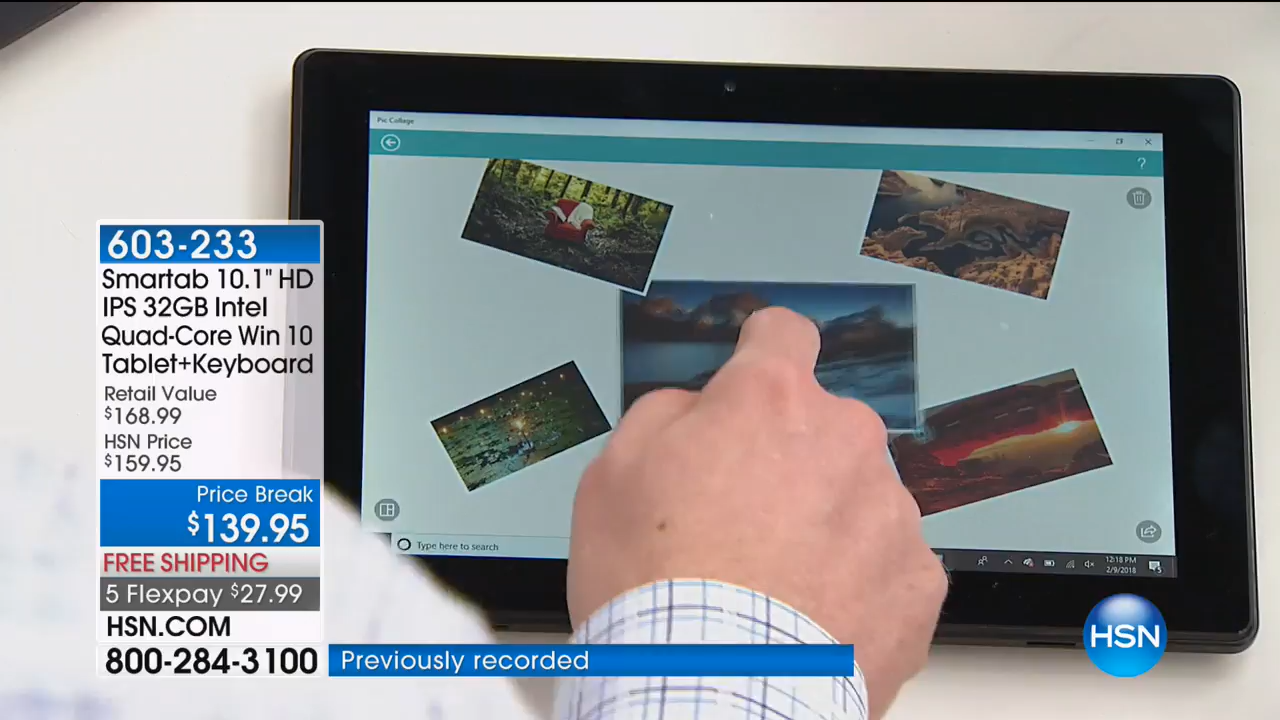 Pic Collage
?
603-233
Smartab 10.1" HD
IPS 32GB Intel
Quad-Core Win 10
Tablet+Keyboard
Retail Value
$168.99
HSN Price
$159.95
Price Break
$139.95
FREE SHIPPING
5 Flexpay $27.99
HSN.COM
800-284-3100
Previously recorded
Type here to search
12:18 PM
2/9/2018
HSN